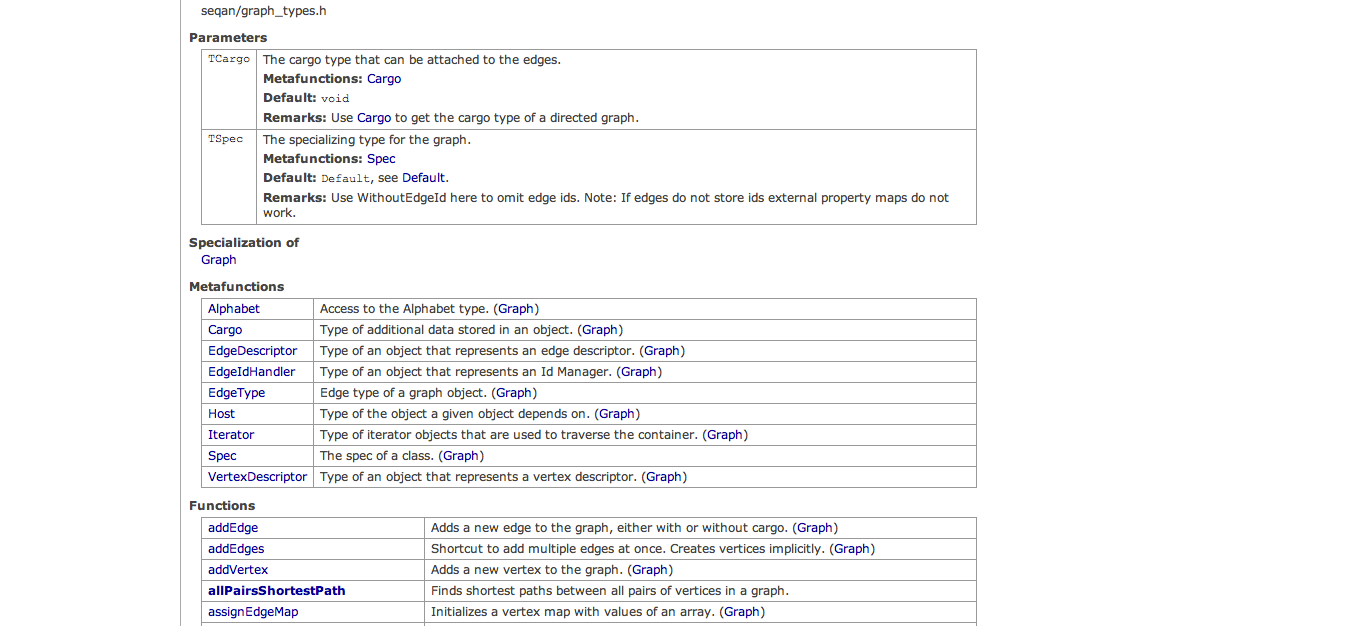 seqan/graph_types.h
Parameters
TCargo The cargo type that can be attached to the edges.
Metafunctions: Cargo
Default: void
Remarks: Use Cargo to get the cargo type of a directed graph.
TSpec The specializing type for the graph.
Metafunctions: Spec
Default: Default, see Default.
Remarks: Use WithoutEdgeId here to omit edge ids. Note: If edges do not store ids external property maps do not
work.
Specialization of
Graph
Metafunctions
Alphabet Access to the Alphabet type. (Graph)
Cargo Type of additional data stored in an object. (Graph)
EdgeDescriptor Type of an object that represents an edge descriptor. (Graph)
EdgeIdHandler Type of an object that represents an Id Manager. (Graph)
EdgeType Edge type of a graph object. (Graph)
Host Type of the object a given object depends on. (Graph)
Iterator Type of iterator objects that are used to traverse the container. (Graph)
Spec The spec of a class. (Graph)
VertexDescriptor Type of an object that represents a vertex descriptor. (Graph)
Functions
addEdge Adds a new edge to the graph, either with or without cargo. (Graph)
addEdges Shortcut to add multiple edges at once. Creates vertices implicitly. (Graph)
addVertex Adds a new vertex to the graph. (Graph)
allPairsShortestPath Finds shortest paths between all pairs of vertices in a graph.
assignEdgeMap Initializes a vertex map with values of an array. (Graph)